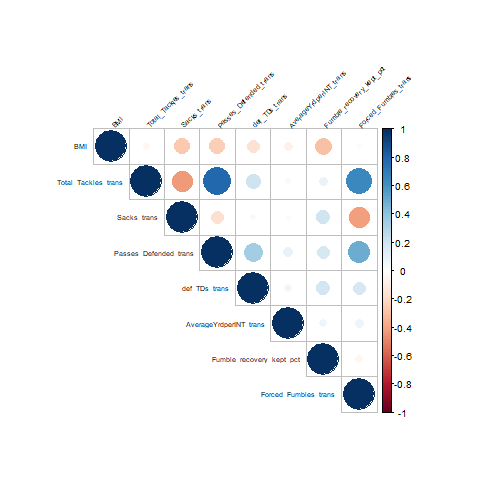 BMI
Total_Tackles_trans
Sacks_trans
Passes_Defended_trans
def_TDs_trans
AverageYrdperINT_trans
Fumble_recovery_kept_pct
Forced_Fumbles_trans
BMI
Total Tackles trans
Sacks trans
Passes Defended trans
def TDs trans
AverageYrdperINT trans
Fumble recovery kept pct
Forced Fumbles trans
1
0.8
0.6
0.4
0.2
0
-0.2
-0.4
-0.6
-0.8
-1